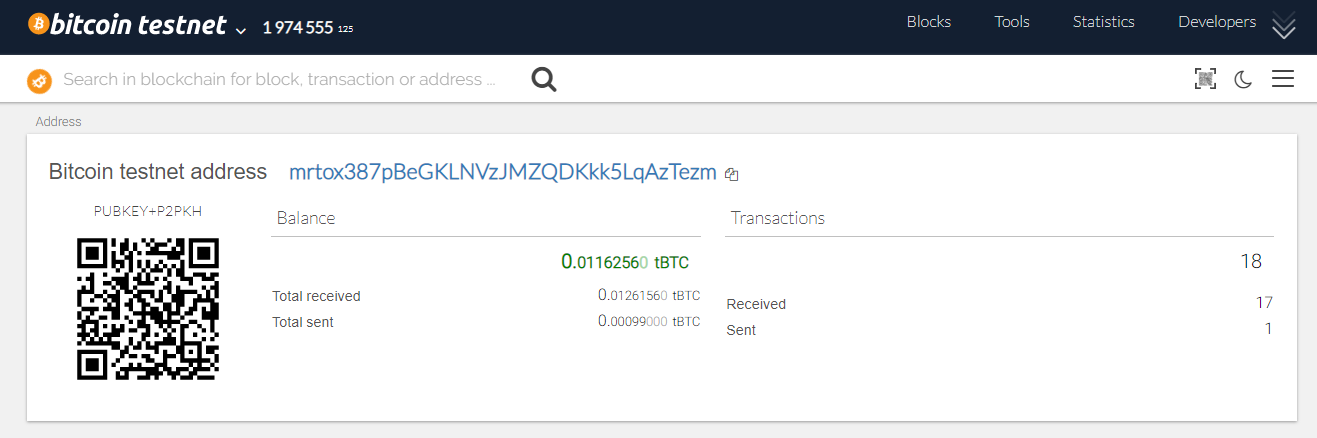 bitcoin testnet 1 974 555 125 Blocks Tools Statistics Developers
Search in blockchain for block, transaction or address ...
Address
Bitcoin testnet address mrtox387pBeGKLNVzJMZQDKkk5LqAzTezm
PUBKEY+P2PKH
Balance
0.01162560 tBTC
Total received 0.01261560 tBTC
Total sent 0.00099000 tBTC
Transactions
18
Received 17
Sent 1